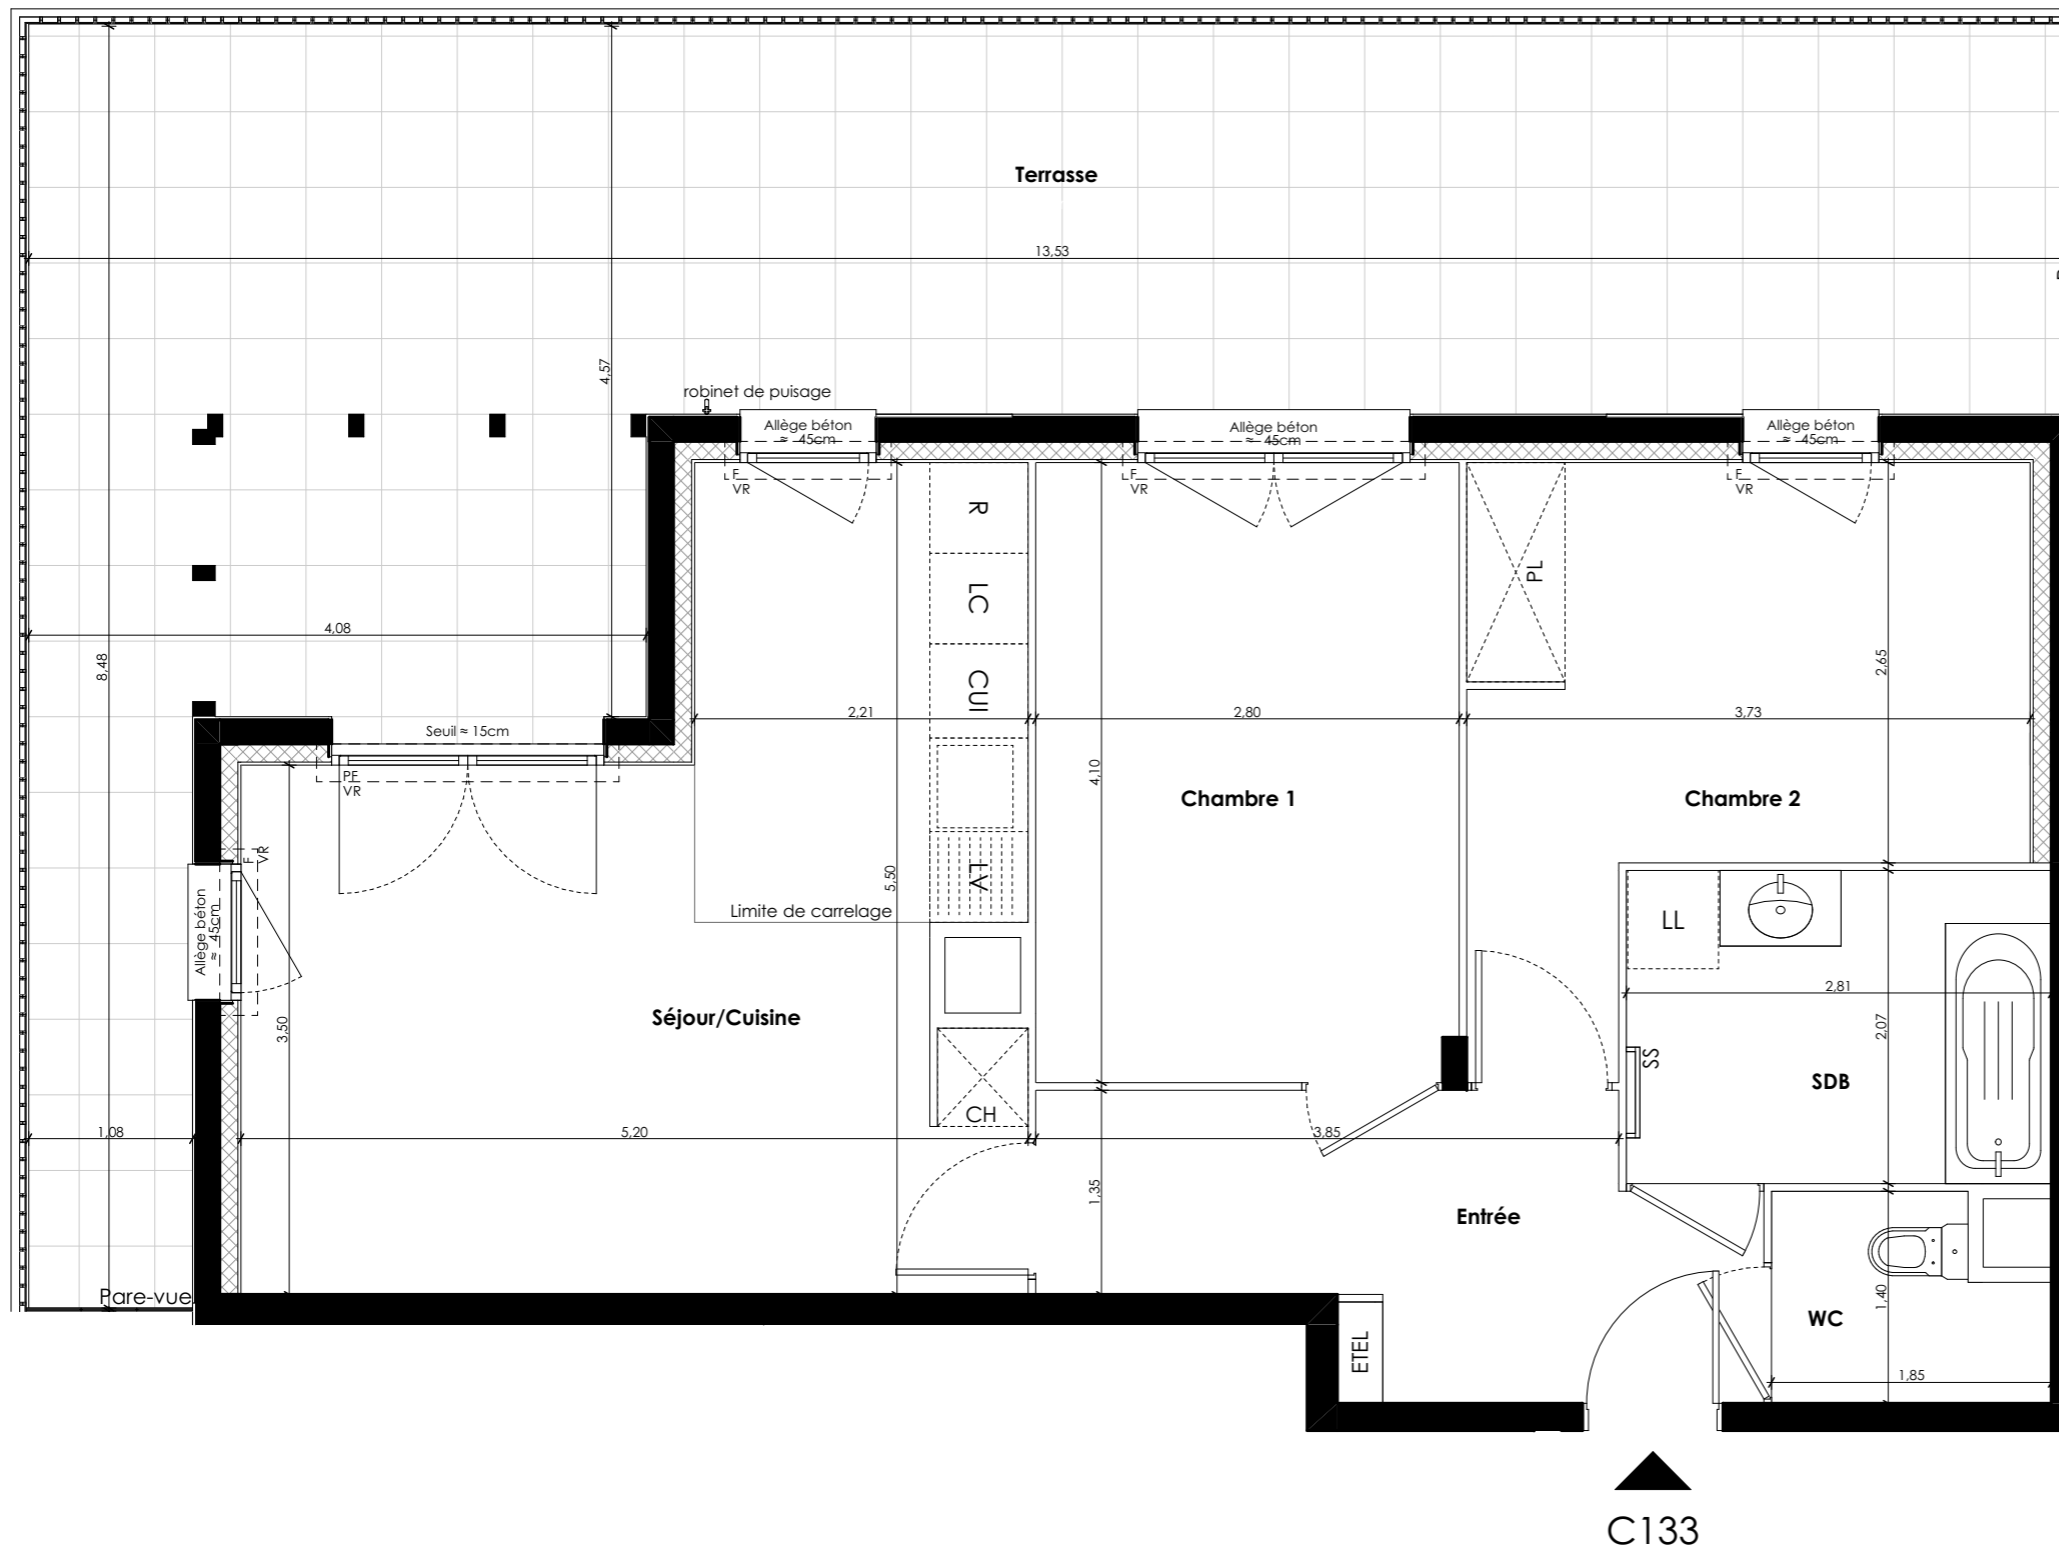 Terrasse
13,53
4,57
robinet de puisage
Allège béton
≈ 45cm
Allège béton
≈ 45cm
Allège béton
≈ 45cm
F
VR
F
VR
F
VR
R
LC
CUI
LV
PL
4,08
8,48
2,65
2,21
2,80
3,73
Seuil ≈ 15cm
PF
VR
4,10
Chambre 1
Chambre 2
F
VR
Allège béton
≈ 45cm
5,50
Limite de carrelage
LL
2,81
3,50
Séjour/Cuisine
2,07
SS
SDB
CH
1,08
5,20
3,85
1,35
Entrée
Pare-vue
1,40
WC
ETEL
1,85
C133